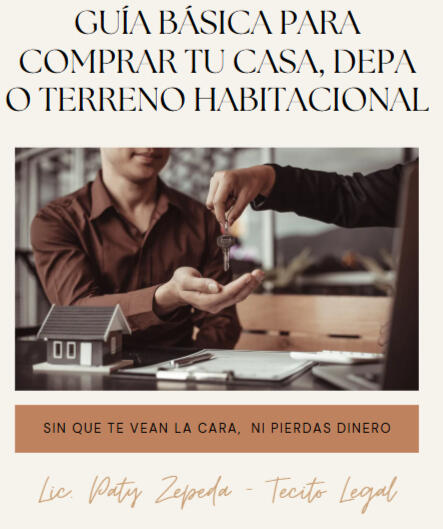 GUÍA BÁSICA PARA
COMPRAR TU CASA, DEPA
O TERRENO HABITACIONAL
SIN QUE TE VEAN LA CARA, NI PIERDAS DINERO
Lic. Paty Zepeda - Tecito Legal